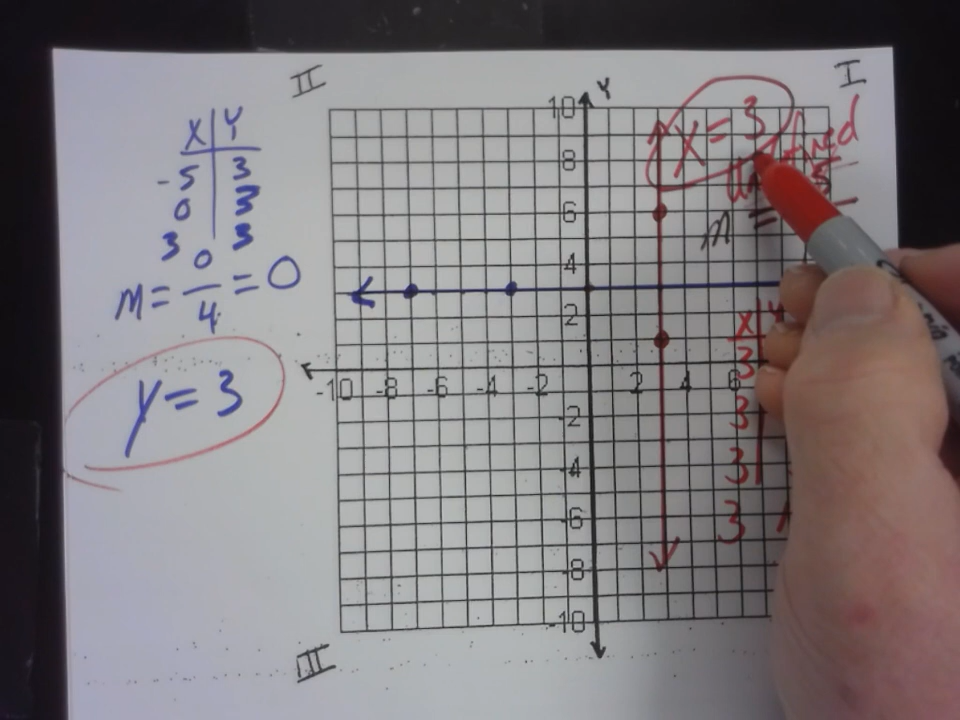 II
I
X Y
-5 3
0 3
3 3
M = 0/4 = 0
y = 3
Y
10
8
6
4
2
-10 -8 -6 -4 -2 2 4 6
-2
-4
-6
-8
-10
X = 3
m =
X Y
3
3
3
3
III